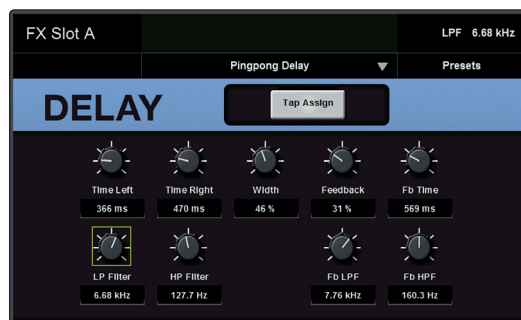 FX Slot A
LPF 6.68 kHz
Pingpong Delay
Presets
DELAY
Tap Assign
Time Left
Time Right
Width
Feedback
Fb Time
366 ms
470 ms
46 %
31 %
569 ms
LP Filter
HP Filter
Fb LPF
Fb HPF
6.68 kHz
127.7 Hz
7.76 kHz
160.3 Hz